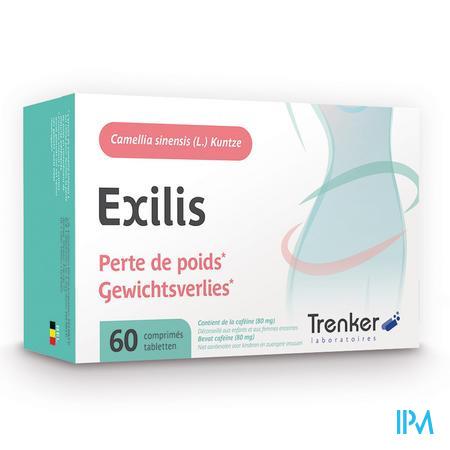 Camellia sinensis (L.) Kuntze
Exilis
Perte de poids*
Gewichtsverlies*
60 comprimés
tabletten
Contient de la caféine (80 mg)
Déconseillé aux enfants et aux femmes enceintes
Bevat cafeïne (80 mg)
Niet aanbevolen voor kinderen en zwangere vrouwen
Trenker
laboratoires
IPM